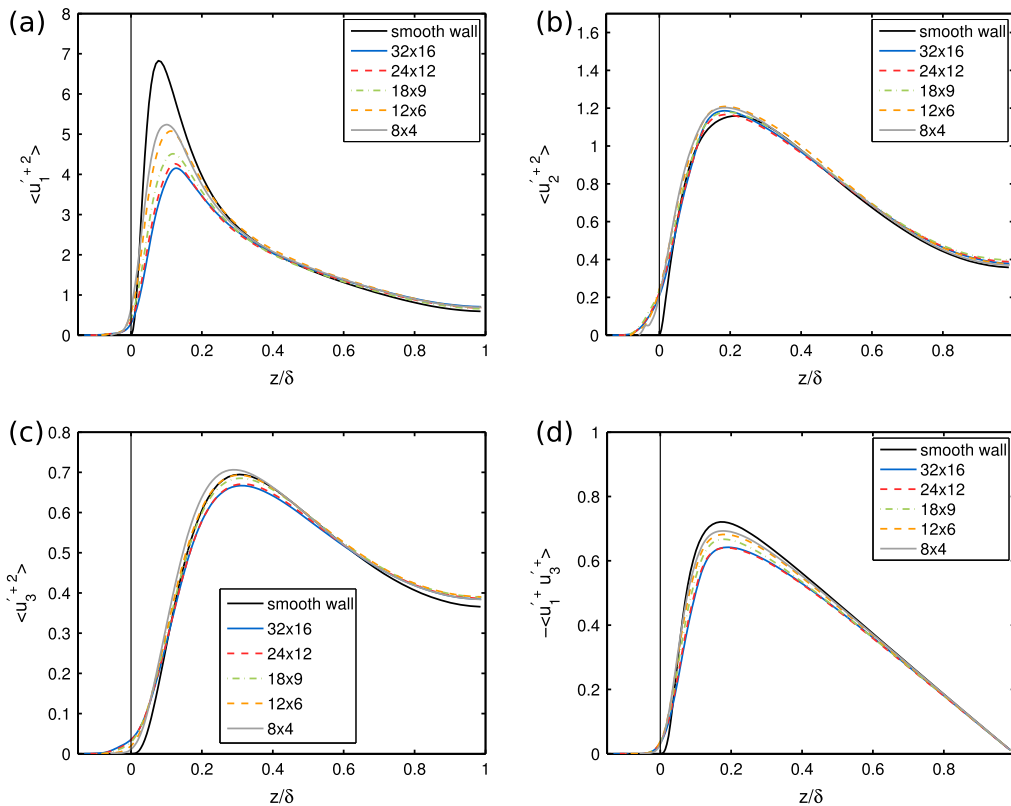 (a)
8
7
6
5
4
3
2
1
0
<u₁′⁺²>
0
0.2
0.4
0.6
0.8
1
z/δ
smooth wall
32x16
24x12
18x9
12x6
8x4
(b)
1.6
1.4
1.2
1.0
0.8
0.6
0.4
0.2
0
<u₂′⁺²>
0
0.2
0.4
0.6
0.8
z/δ
smooth wall
32x16
24x12
18x9
12x6
8x4
(c)
0.8
0.7
0.6
0.5
0.4
0.3
0.2
0.1
0
<u₃′⁺²>
0
0.2
0.4
0.6
0.8
1
z/δ
smooth wall
32x16
24x12
18x9
12x6
8x4
(d)
1
0.8
0.6
0.4
0.2
0
−<u₁′⁺ u₃′⁺>
0
0.2
0.4
0.6
0.8
z/δ
smooth wall
32x16
24x12
18x9
12x6
8x4